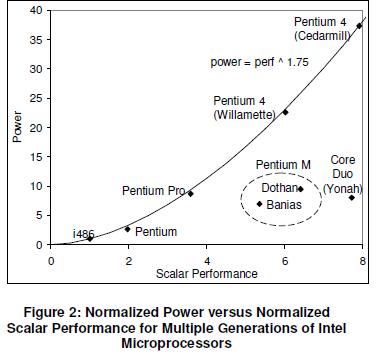 40
35
30
25
20
15
10
5
0
Power
Pentium 4
(Cedarmill)
power = perf ^ 1.75
Pentium 4
(Willamette)
Pentium M
Core
Duo
(Yonah)
Dothan
Banias
Pentium Pro
i486
Pentium
0 2 4 6 8
Scalar Performance
Figure 2: Normalized Power versus Normalized
Scalar Performance for Multiple Generations of Intel
Microprocessors